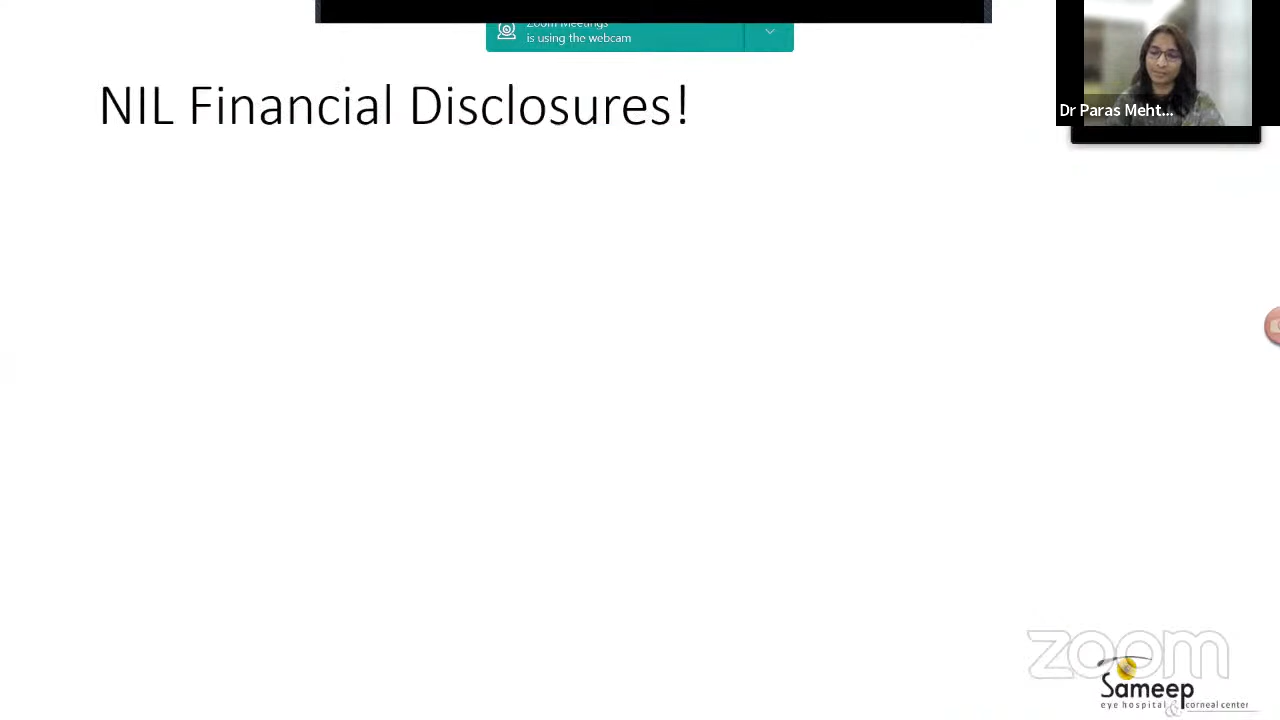 Zoom Meetings
is using the webcam
NIL Financial Disclosures!
Dr Paras Meht...
zoom
Sameep
eye hospital & corneal center